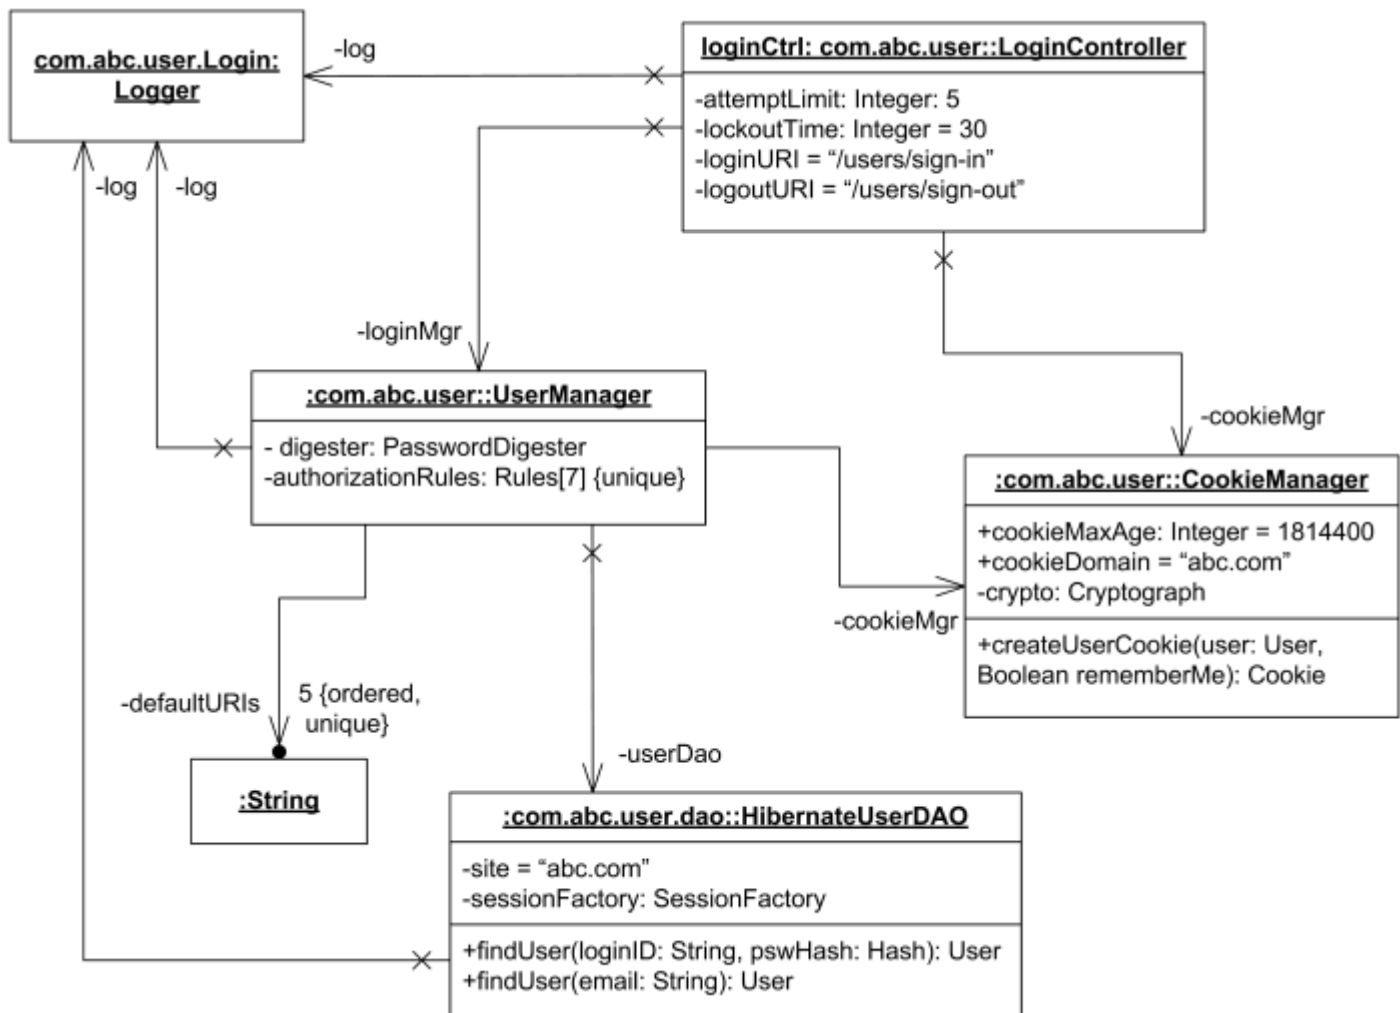 com.abc.user.Login:
Logger
-log
loginCtrl: com.abc.user::LoginController
-attemptLimit: Integer: 5
-lockoutTime: Integer = 30
-loginURI = “/users/sign-in”
-logoutURI = “/users/sign-out”
-log
-log
-loginMgr
:com.abc.user::UserManager
- digester: PasswordDigester
-authorizationRules: Rules[7] {unique}
-cookieMgr
:com.abc.user::CookieManager
+cookieMaxAge: Integer = 1814400
+cookieDomain = “abc.com”
-crypto: Cryptograph
+createUserCookie(user: User,
Boolean rememberMe): Cookie
-cookieMgr
-defaultURIs
5 {ordered,
unique}
:String
-userDao
:com.abc.user.dao::HibernateUserDAO
-site = “abc.com”
-sessionFactory: SessionFactory
+findUser(loginID: String, pswHash: Hash): User
+findUser(email: String): User